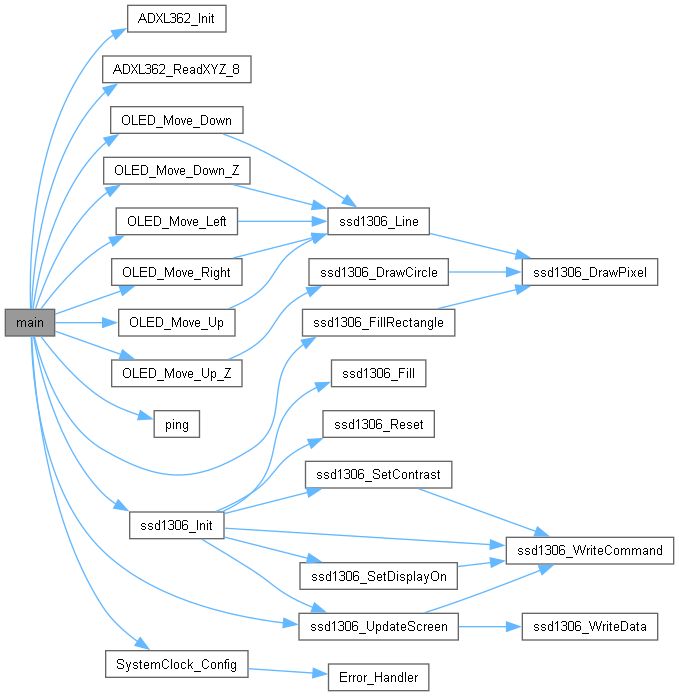 ADXL362_Init
ADXL362_ReadXYZ_8
OLED_Move_Down
OLED_Move_Down_Z
OLED_Move_Left
ssd1306_Line
OLED_Move_Right
ssd1306_DrawCircle
ssd1306_DrawPixel
main
OLED_Move_Up
ssd1306_FillRectangle
OLED_Move_Up_Z
ssd1306_Fill
ping
ssd1306_Reset
ssd1306_SetContrast
ssd1306_Init
ssd1306_WriteCommand
ssd1306_SetDisplayOn
ssd1306_UpdateScreen
ssd1306_WriteData
SystemClock_Config
Error_Handler